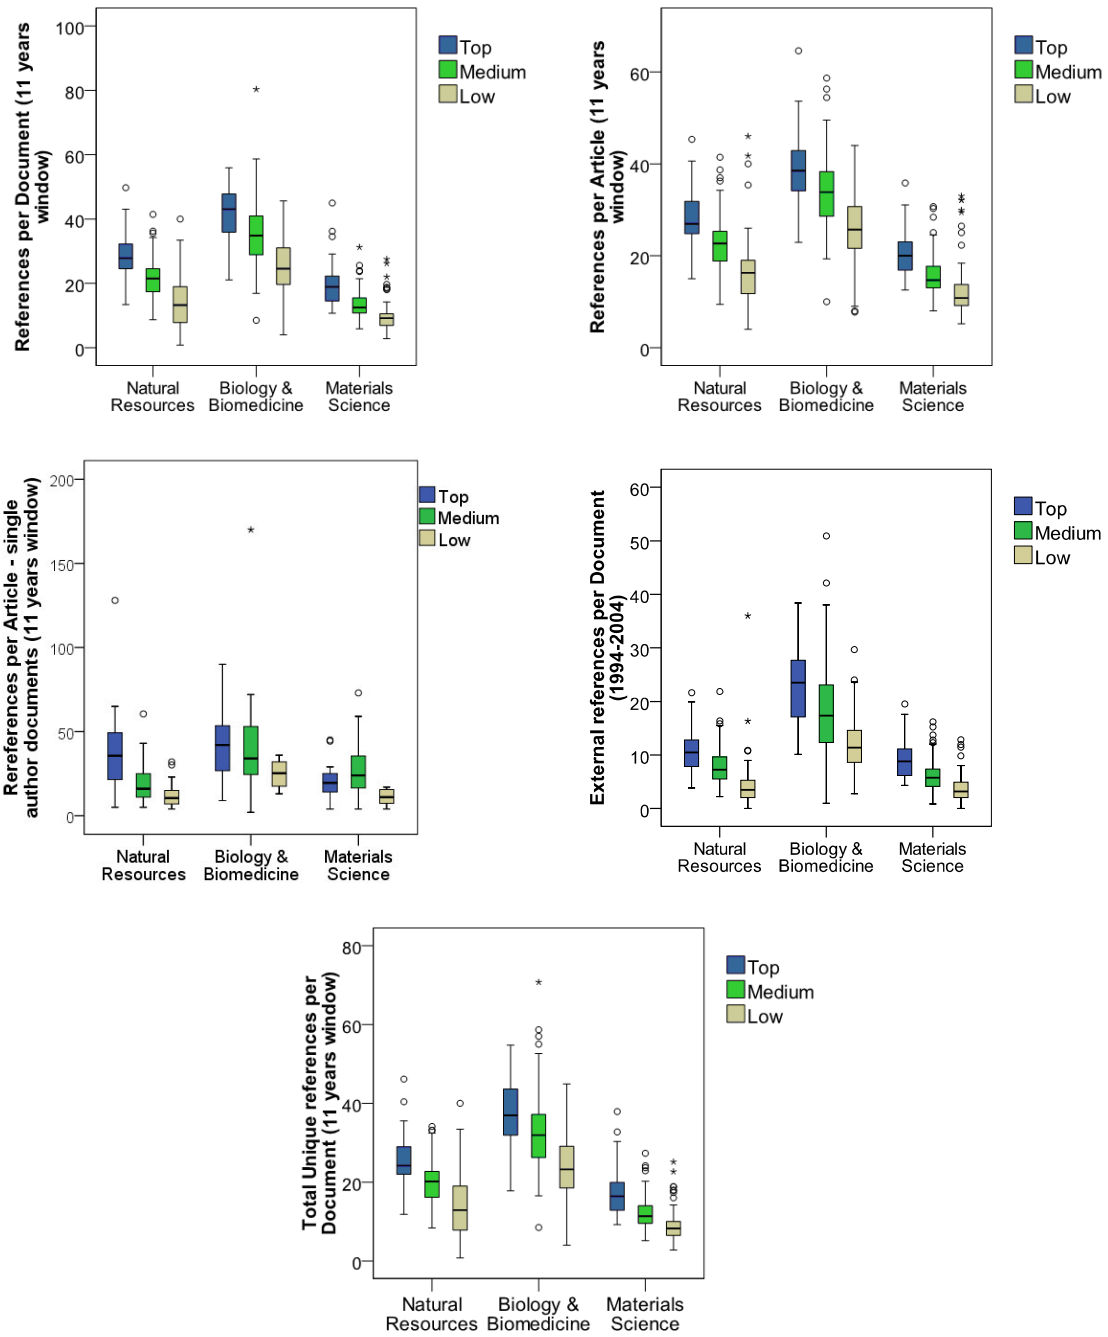 References per Document (11 years
window)
100
80
60
40
20
0
Natural
Resources
Biology &
Biomedicine
Materials
Science
Top
Medium
Low
References per Article (11 years
window)
60
40
20
0
Natural
Resources
Biology &
Biomedicine
Materials
Science
Top
Medium
Low
Rereferences per Article - single
author documents (11 years window)
200
150
100
50
0
Natural
Resources
Biology &
Biomedicine
Materials
Science
Top
Medium
Low
External references per Document
(1994-2004)
60
50
40
30
20
10
0
Natural
Resources
Biology &
Biomedicine
Materials
Science
Top
Medium
Low
Total Unique references per
Document (11 years window)
80
60
40
20
0
Natural
Resources
Biology &
Biomedicine
Materials
Science
Top
Medium
Low